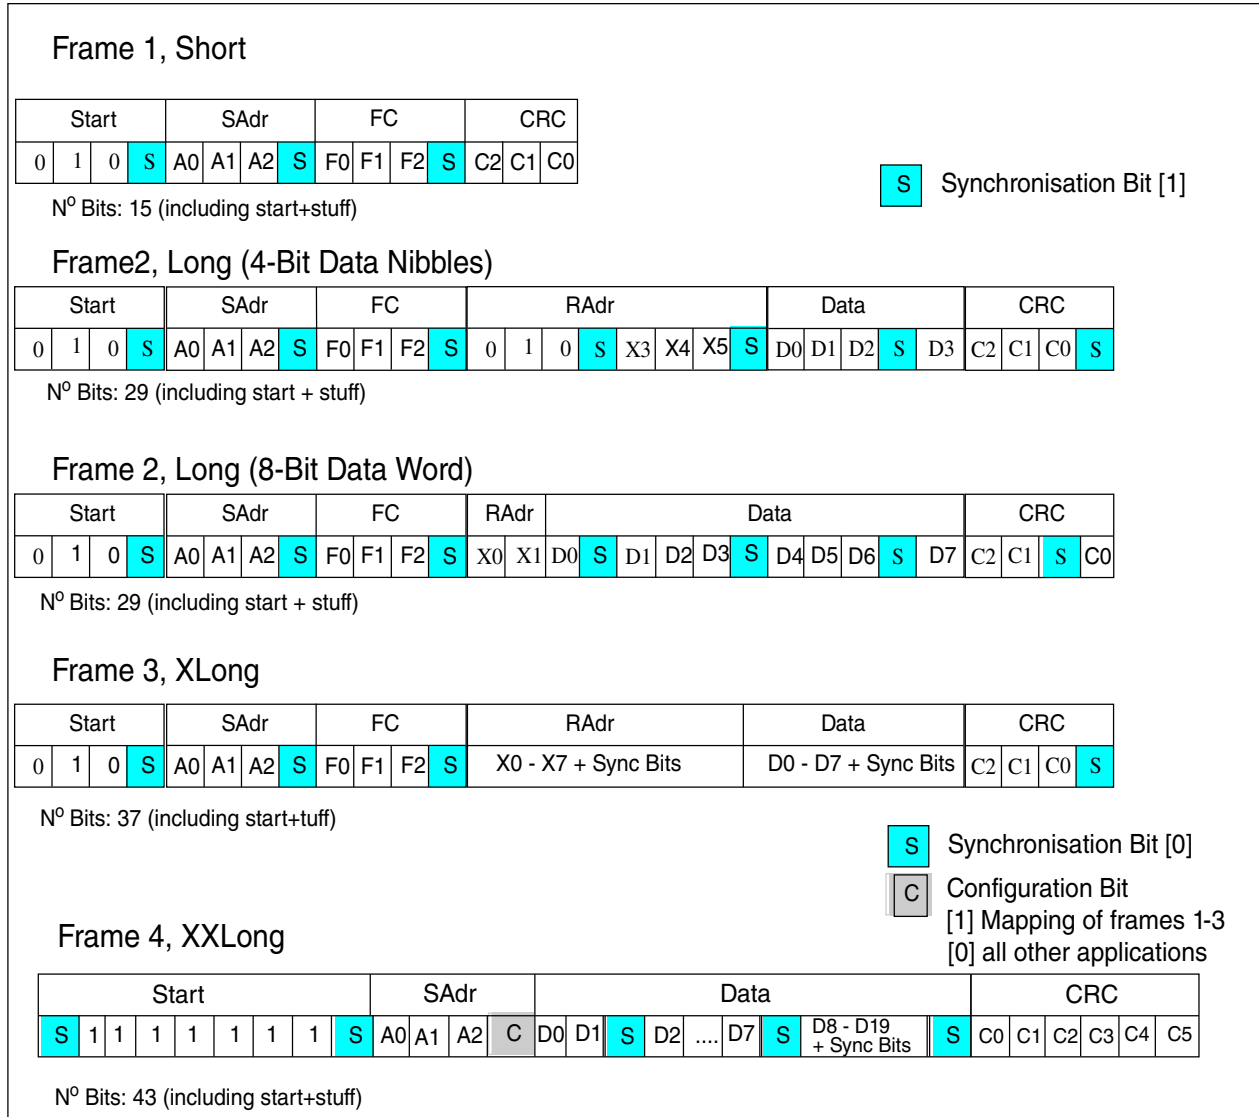 Frame 1, Short
Start SAdr FC CRC
0 1 0 S A0 A1 A2 S F0 F1 F2 S C2 C1 C0
S Synchronisation Bit [1]
Nº Bits: 15 (including start+stuff)
Frame2, Long (4-Bit Data Nibbles)
Start SAdr FC RAdr Data CRC
0 1 0 S A0 A1 A2 S F0 F1 F2 S 0 1 0 S X3 X4 X5 S D0 D1 D2 S D3 C2 C1 C0 S
Nº Bits: 29 (including start + stuff)
Frame 2, Long (8-Bit Data Word)
Start SAdr FC RAdr Data CRC
0 1 0 S A0 A1 A2 S F0 F1 F2 S X0 X1 D0 S D1 D2 D3 S D4 D5 D6 S D7 C2 C1 S C0
Nº Bits: 29 (including start + stuff)
Frame 3, XLong
Start SAdr FC RAdr Data CRC
0 1 0 S A0 A1 A2 S F0 F1 F2 S X0 - X7 + Sync Bits D0 - D7 + Sync Bits C2 C1 C0 S
Nº Bits: 37 (including start+tuff)
S Synchronisation Bit [0]
C Configuration Bit
[1] Mapping of frames 1-3
[0] all other applications
Frame 4, XXLong
Start SAdr Data CRC
S 1 1 1 1 1 1 1 S A0 A1 A2 C D0 D1 S D2 .... D7 S D8 - D19 + Sync Bits S C0 C1 C2 C3 C4 C5
Nº Bits: 43 (including start+stuff)